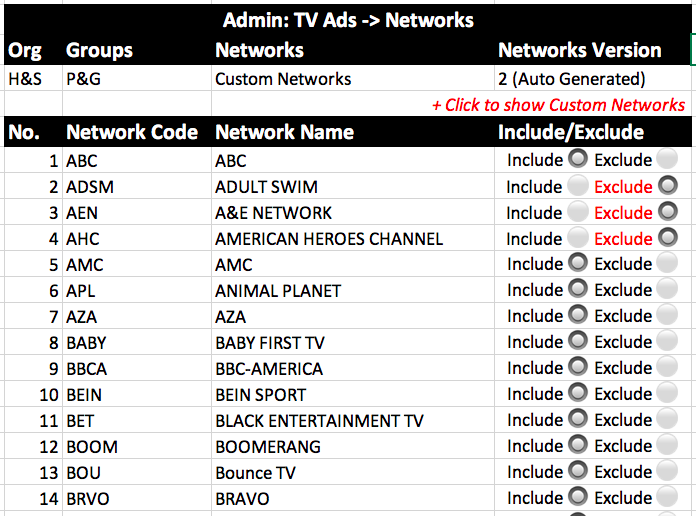 Admin: TV Ads -> Networks
Org Groups Networks Networks Version
H&S P&G Custom Networks 2 (Auto Generated)
+ Click to show Custom Networks
No. Network Code Network Name Include/Exclude
1 ABC ABC Include Exclude
2 ADSM ADULT SWIM Include Exclude
3 AEN A&E NETWORK Include Exclude
4 AHC AMERICAN HEROES CHANNEL Include Exclude
5 AMC AMC Include Exclude
6 APL ANIMAL PLANET Include Exclude
7 AZA AZA Include Exclude
8 BABY BABY FIRST TV Include Exclude
9 BBCA BBC-AMERICA Include Exclude
10 BEIN BEIN SPORT Include Exclude
11 BET BLACK ENTERTAINMENT TV Include Exclude
12 BOOM BOOMERANG Include Exclude
13 BOU Bounce TV Include Exclude
14 BRVO BRAVO Include Exclude